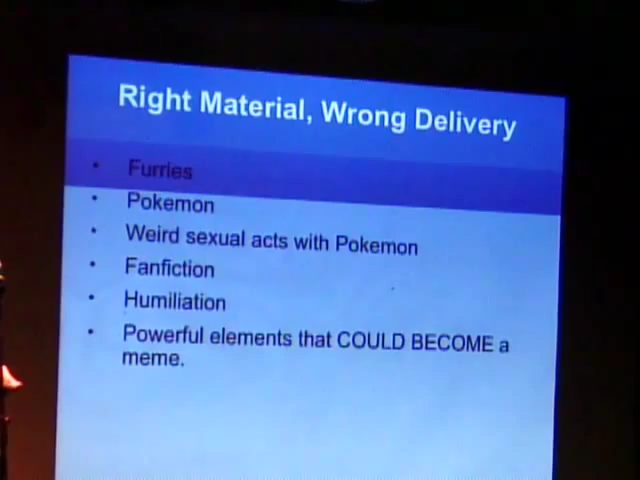 Right Material, Wrong Delivery
• Furries
• Pokemon
• Weird sexual acts with Pokemon
• Fanfiction
• Humiliation
• Powerful elements that COULD BECOME a
meme.